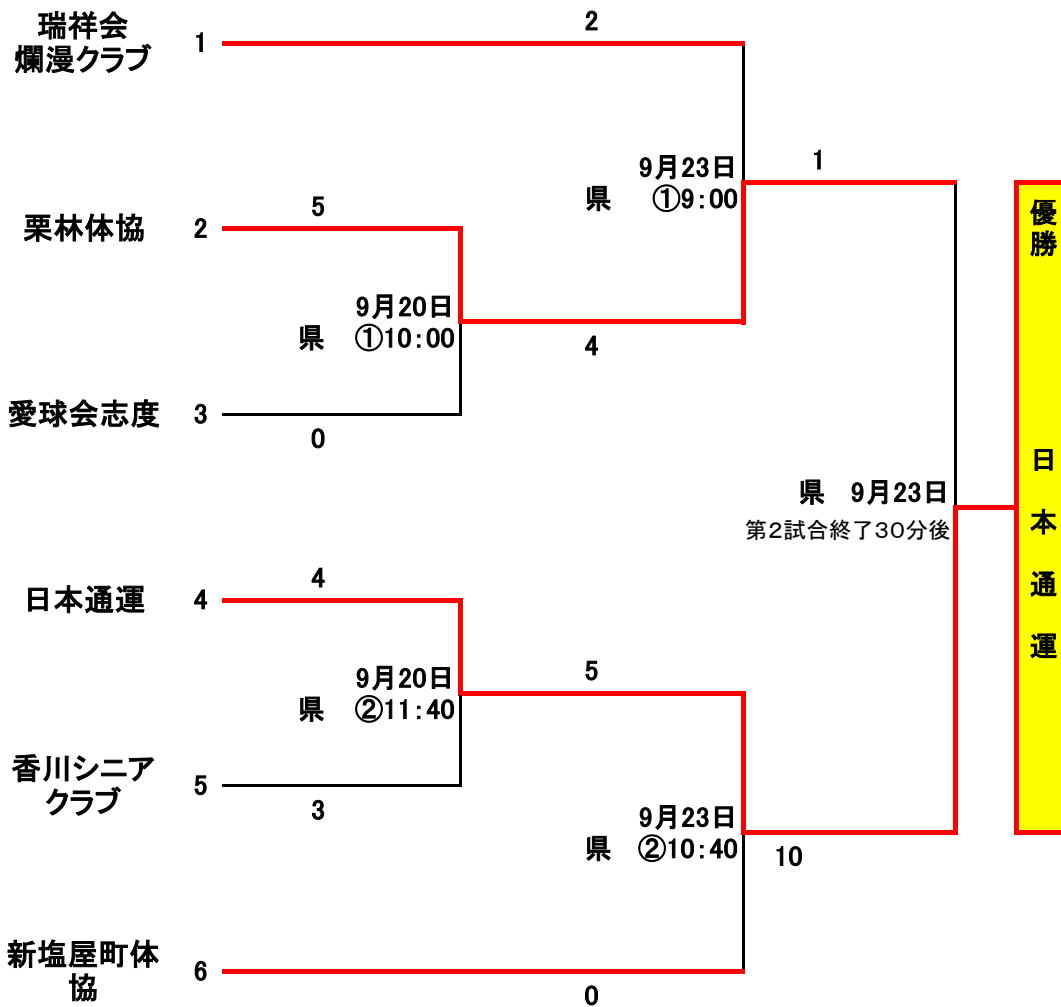 瑞祥会
爛漫クラブ
1
2
9月23日
県 ①9:00
1
栗林体協
2
5
9月20日
県 ①10:00
4
愛球会志度
3
0
県 9月23日
第2試合終了30分後
優勝 日本通運
日本通運
4
4
9月20日
県 ②11:40
5
香川シニア
クラブ
5
3
9月23日
県 ②10:40
10
新塩屋町体
協
6
0